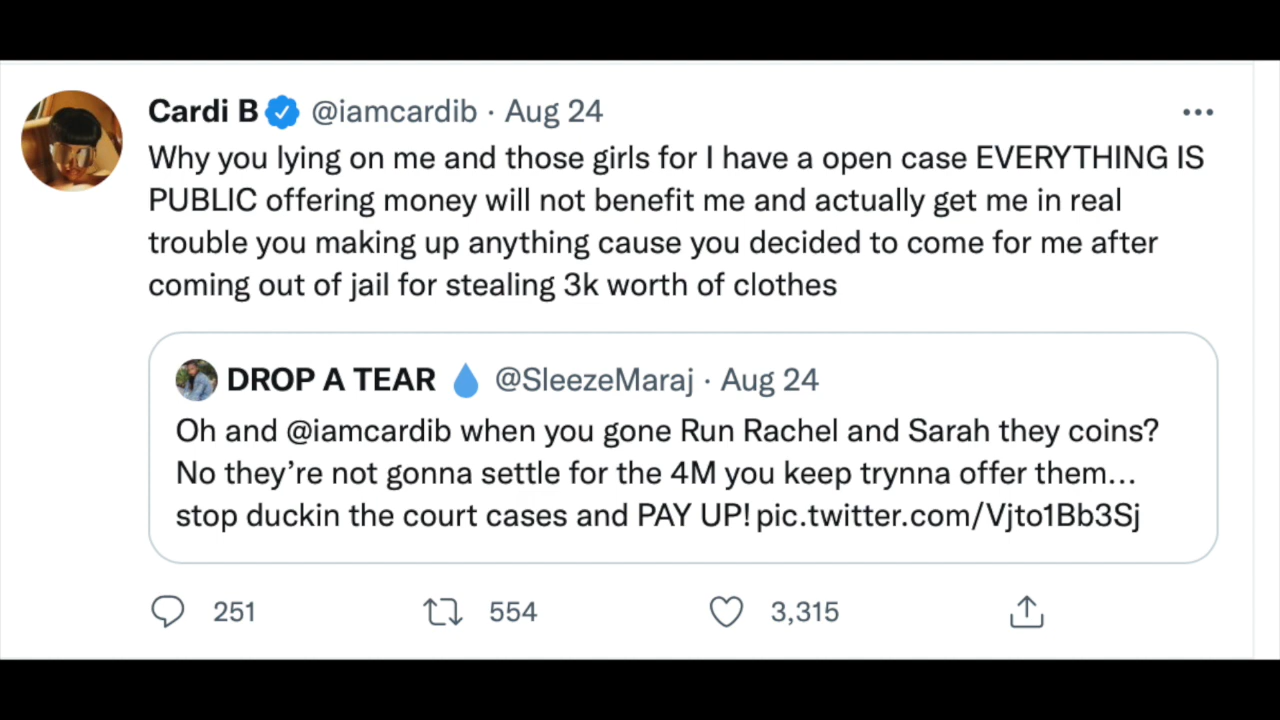 Cardi B @iamcardib · Aug 24
Why you lying on me and those girls for I have a open case EVERYTHING IS
PUBLIC offering money will not benefit me and actually get me in real
trouble you making up anything cause you decided to come for me after
coming out of jail for stealing 3k worth of clothes
DROP A TEAR 💧 @SleezeMaraj · Aug 24
Oh and @iamcardib when you gone Run Rachel and Sarah they coins?
No they’re not gonna settle for the 4M you keep trynna offer them...
stop duckin the court cases and PAY UP! pic.twitter.com/Vjto1Bb3Sj
251 554 3,315